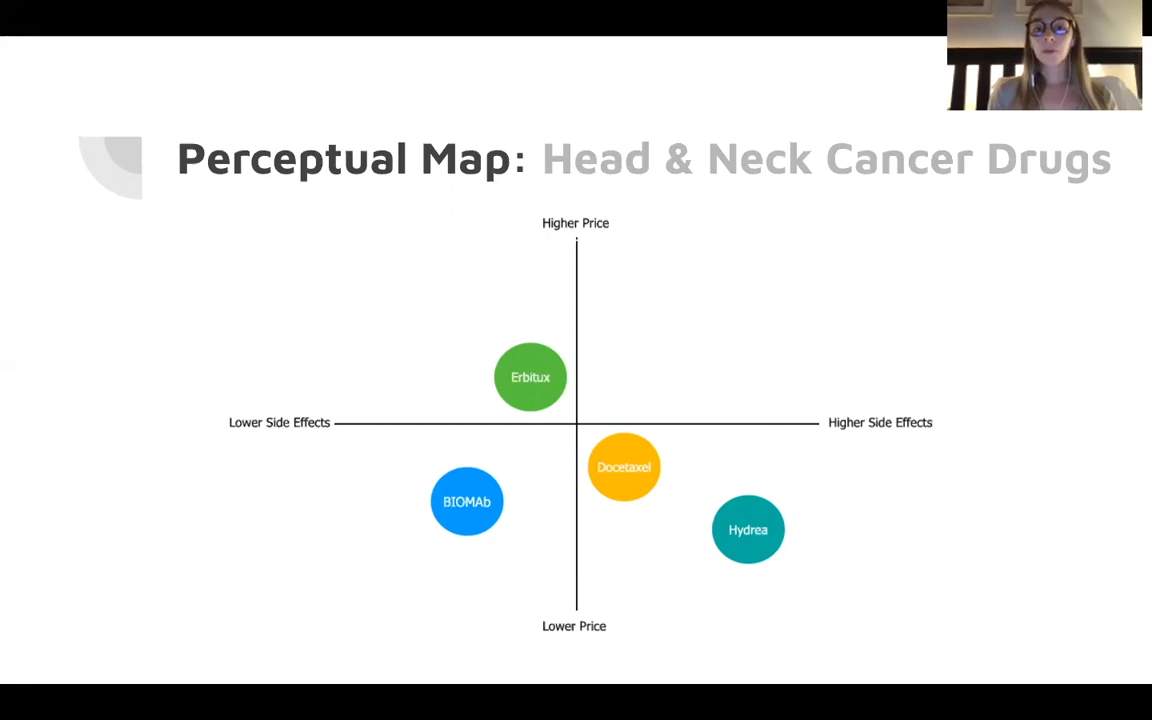 Perceptual Map: Head & Neck Cancer Drugs
Higher Price
Erbitux
Lower Side Effects
Higher Side Effects
Docetaxel
BIOMAb
Hydrea
Lower Price